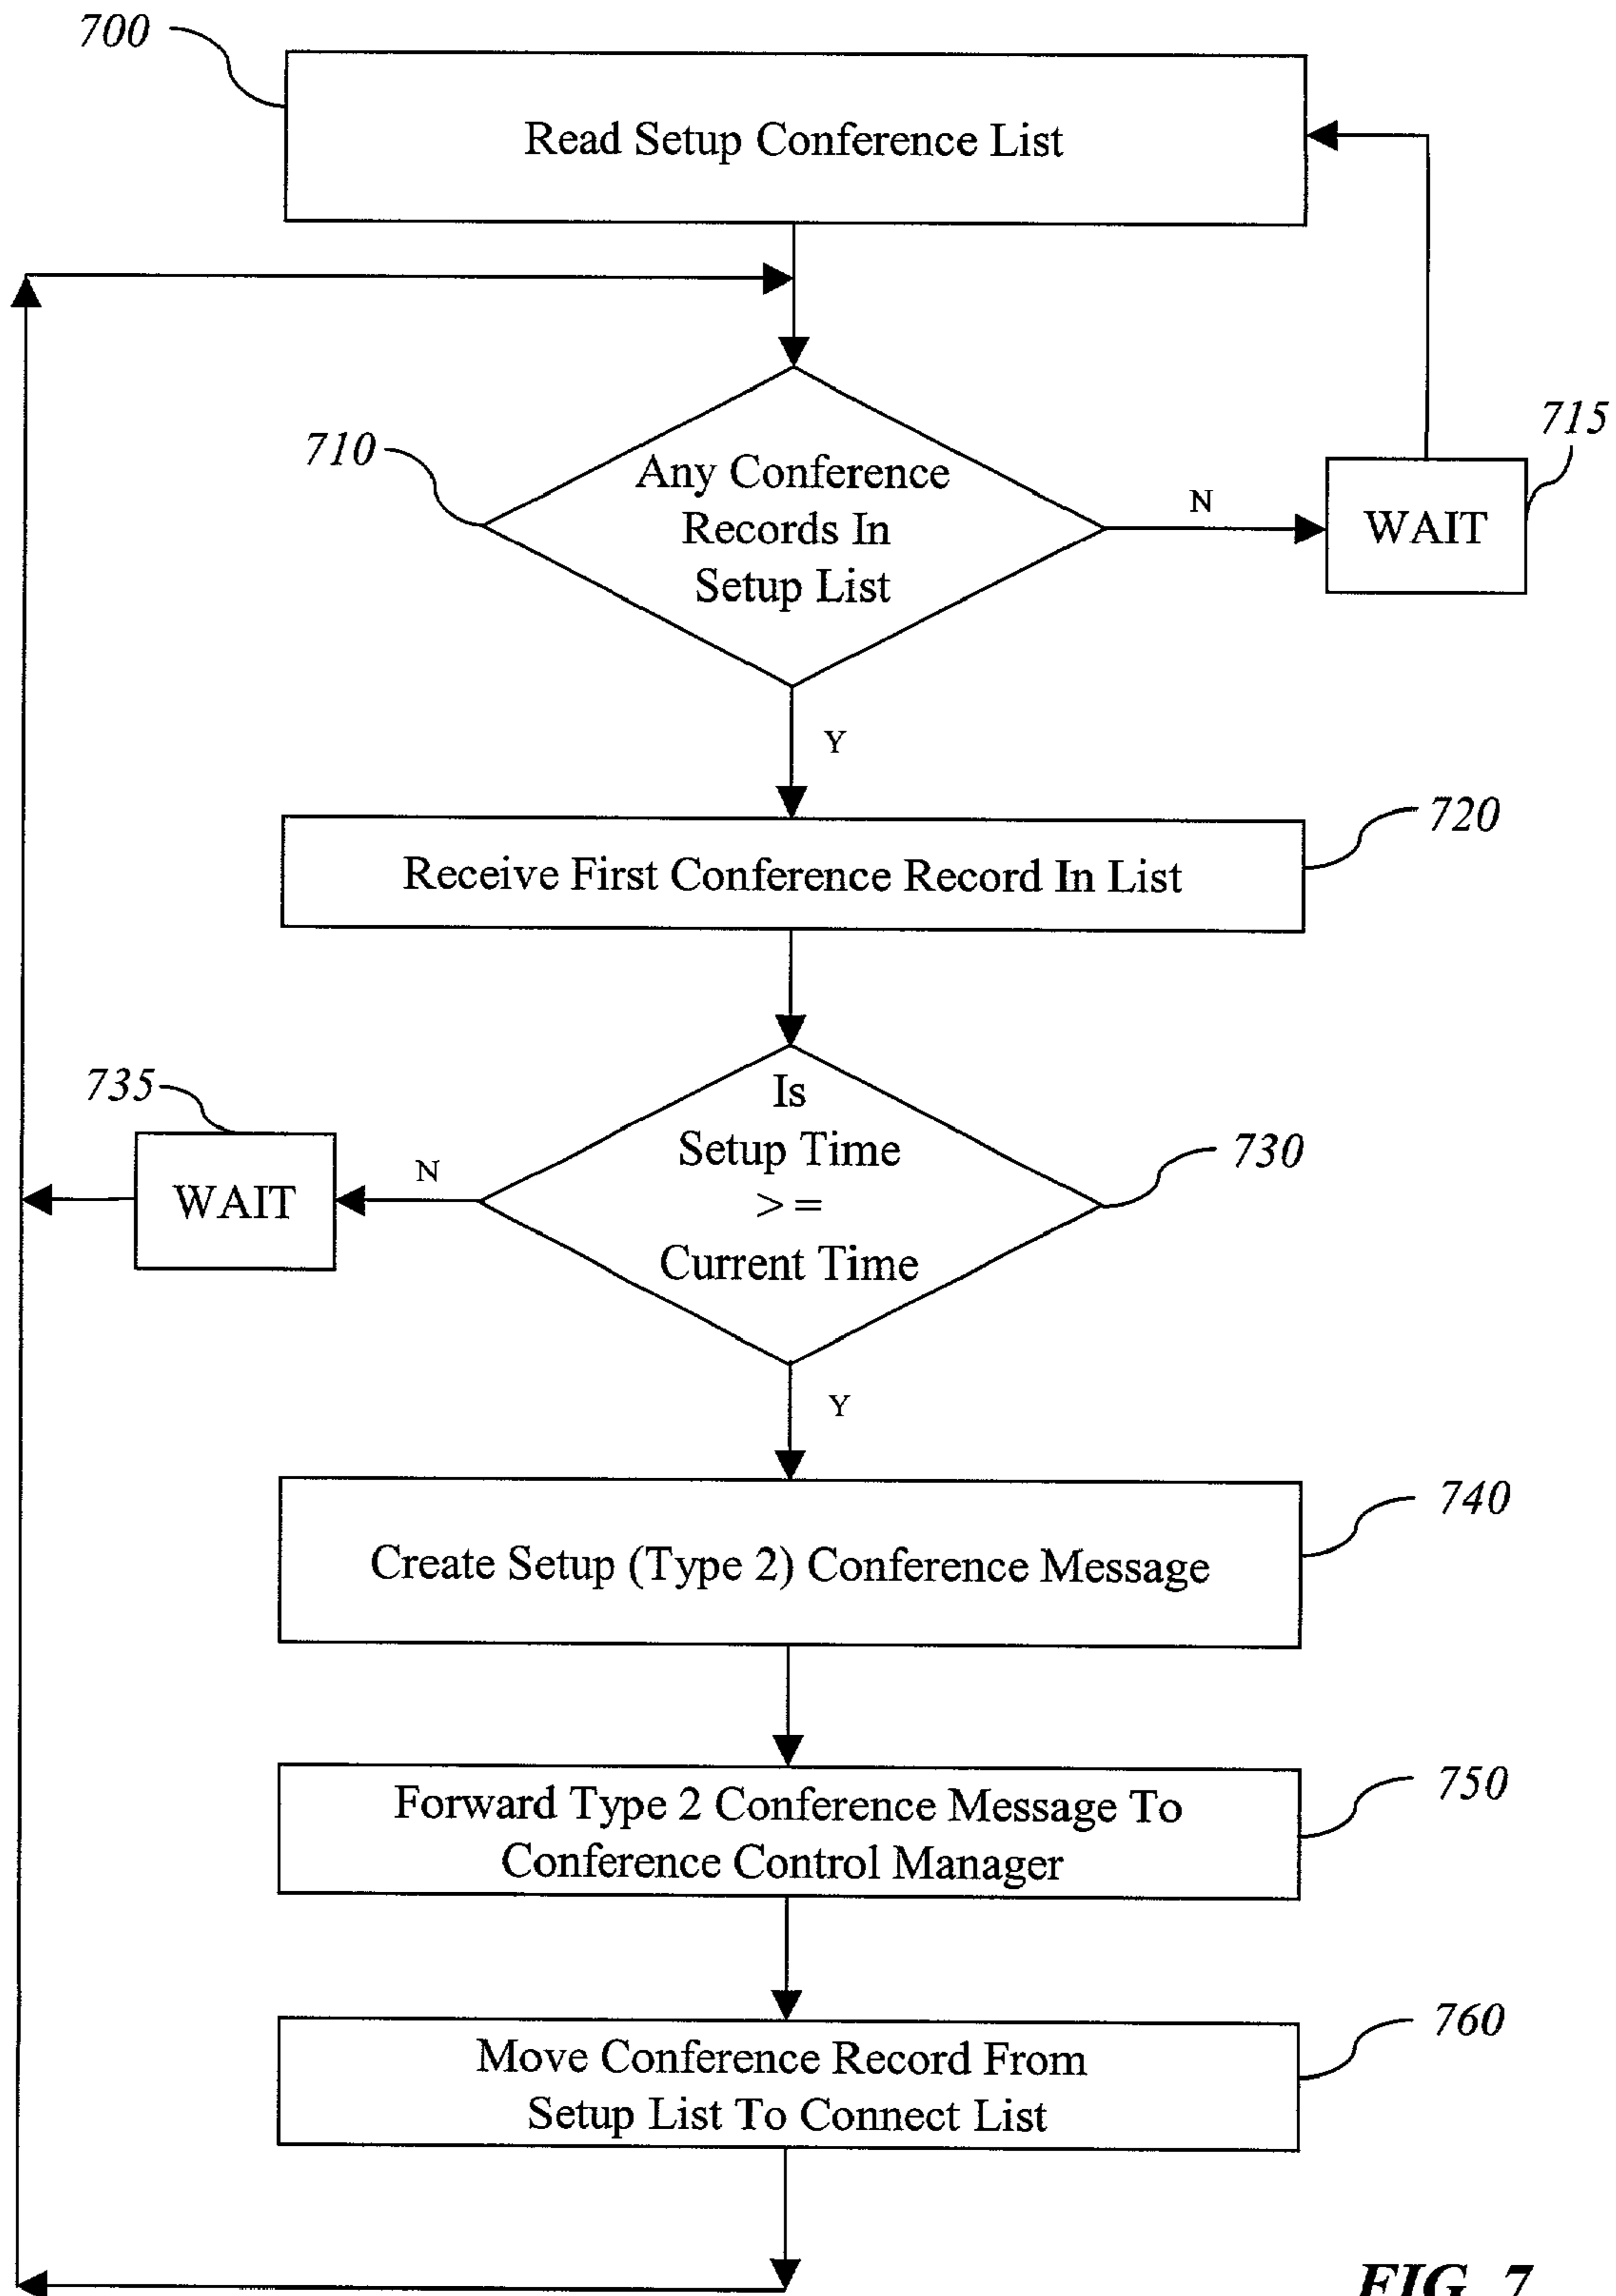 700
Read Setup Conference List
710
Any Conference
Records In
Setup List
N
715
WAIT
Y
720
Receive First Conference Record In List
735
WAIT
N
Is
Setup Time
> =
Current Time
730
Y
740
Create Setup (Type 2) Conference Message
750
Forward Type 2 Conference Message To
Conference Control Manager
760
Move Conference Record From
Setup List To Connect List
FIG. 7